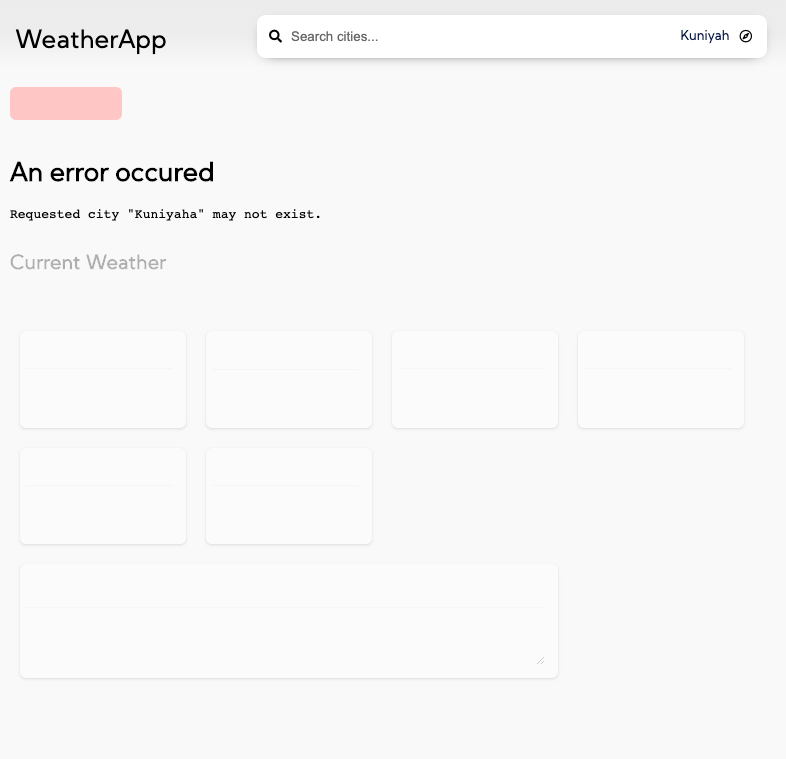 WeatherApp
Search cities...
Kuniyah
An error occured
Requested city "Kuniyaha" may not exist.
Current Weather